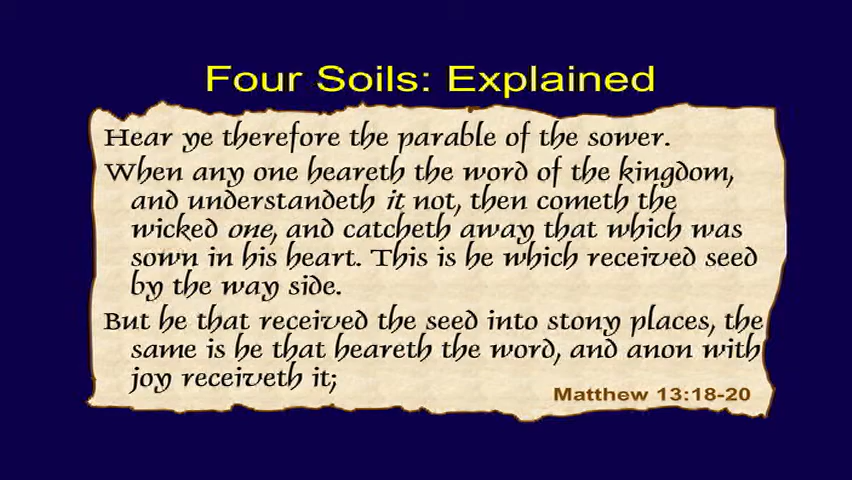 Four Soils: Explained
Hear ye therefore the parable of the sower.
When any one heareth the word of the kingdom,
and understandeth it not, then cometh the
wicked one, and catcheth away that which was
sown in his heart. This is he which received seed
by the way side.
But he that received the seed into stony places, the
same is he that heareth the word, and anon with
joy receiveth it;
Matthew 13:18-20